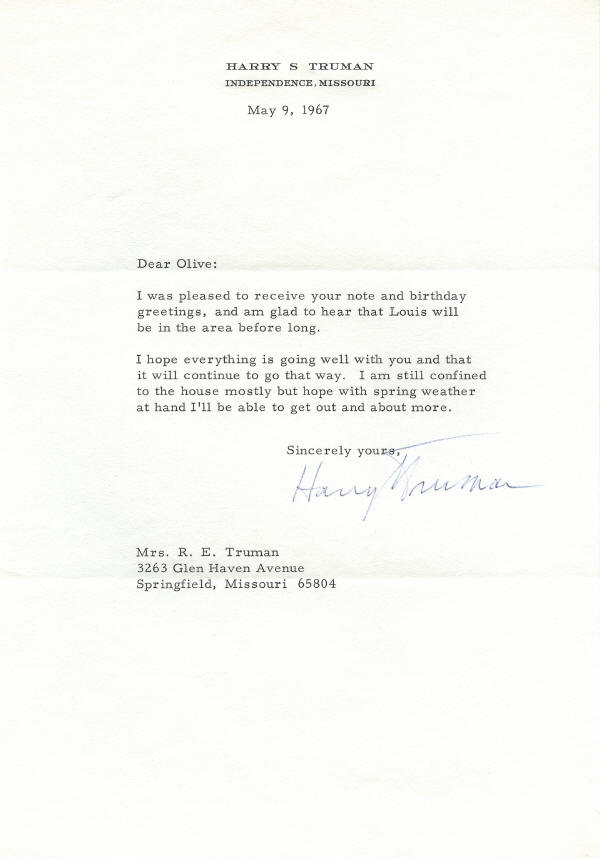 HARRY S TRUMAN
INDEPENDENCE, MISSOURI
May 9, 1967
Dear Olive:
I was pleased to receive your note and birthday
greetings, and am glad to hear that Louis will
be in the area before long.
I hope everything is going well with you and that
it will continue to go that way. I am still confined
to the house mostly but hope with spring weather
at hand I'll be able to get out and about more.
Sincerely yours,
Harry Truman
Mrs. R. E. Truman
3263 Glen Haven Avenue
Springfield, Missouri 65804